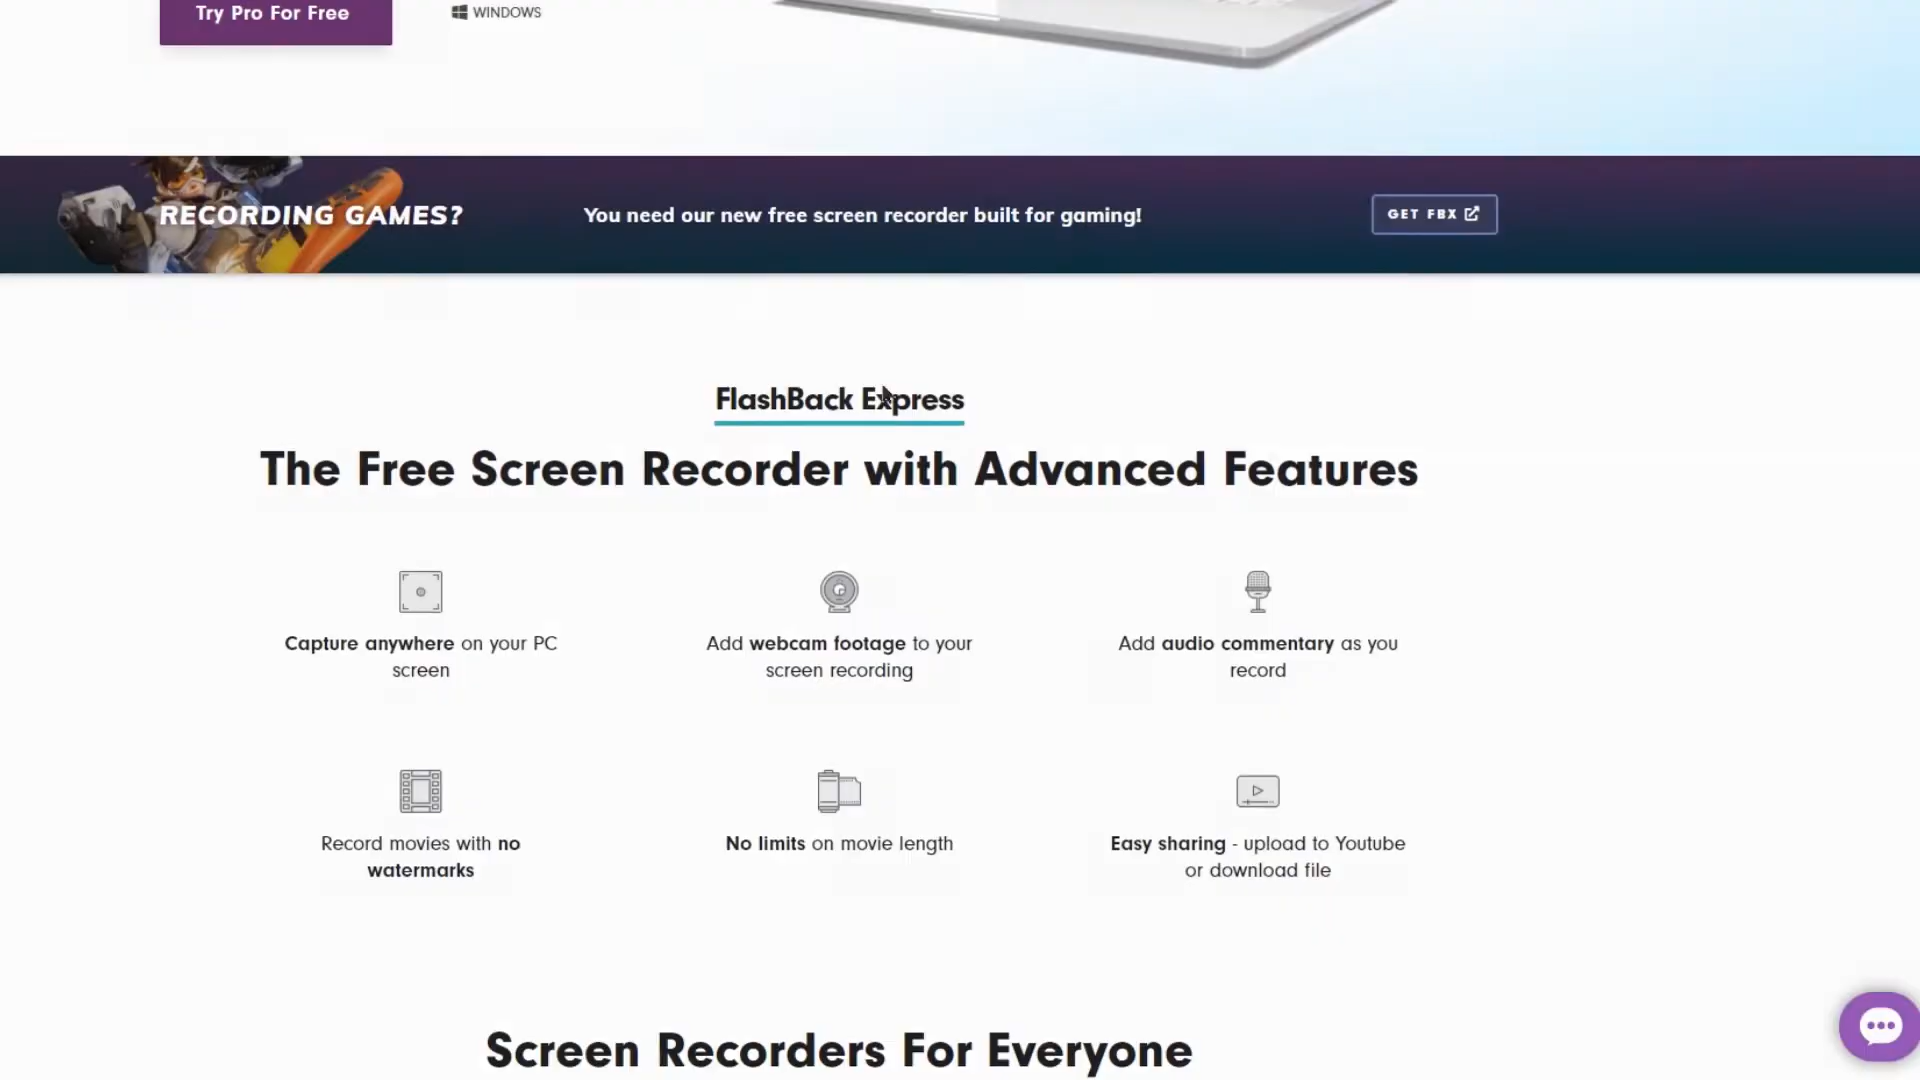 Try Pro For Free
WINDOWS
RECORDING GAMES?
You need our new free screen recorder built for gaming!
GET FBX
FlashBack Express
The Free Screen Recorder with Advanced Features
Capture anywhere on your PC
screen
Add webcam footage to your
screen recording
Add audio commentary as you
record
Record movies with no
watermarks
No limits on movie length
Easy sharing - upload to Youtube
or download file
Screen Recorders For Everyone